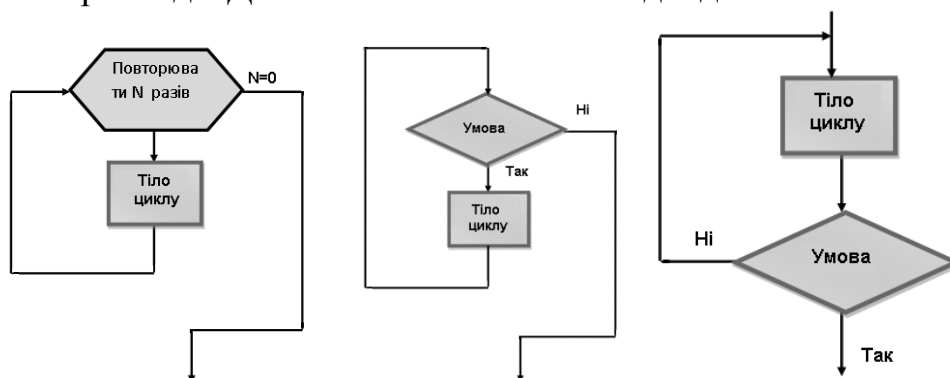 Повторюва
ти N разів
N=0
Тіло
циклу
Умова
Ні
Так
Тіло
циклу
Тіло
циклу
Ні
Умова
Так